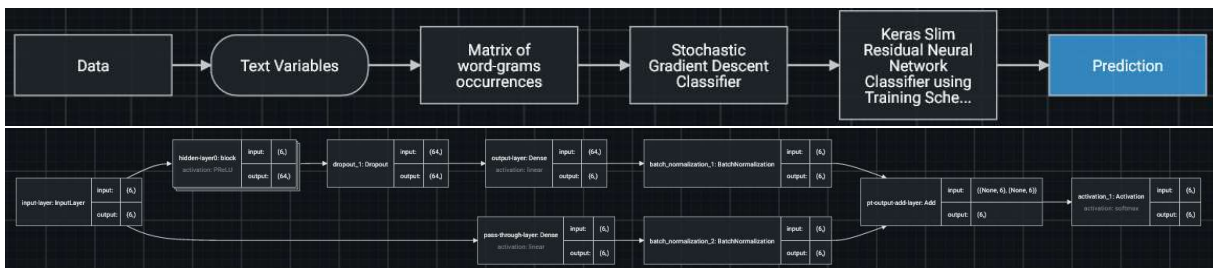 Data
Text Variables
Matrix of
word-grams
occurrences
Stochastic
Gradient Descent
Classifier
Keras Slim
Residual Neural
Network
Classifier using
Training Sche...
Prediction
input-layer: InputLayer
input: (6,)
output: (6,)
hidden-layer0: block
activation: PReLU
input: (6,)
output: (64,)
dropout_1: Dropout
input: (64,)
output: (64,)
output-layer: Dense
activation: linear
input: (64,)
output: (6,)
batch_normalization_1: BatchNormalization
input: (6,)
output: (6,)
pass-through-layer: Dense
activation: linear
input: (6,)
output: (6,)
batch_normalization_2: BatchNormalization
input: (6,)
output: (6,)
pt-output-add-layer: Add
input: ((None, 6), (None, 6))
output: (6,)
activation_1: Activation
activation: softmax
input: (6,)
output: (6,)